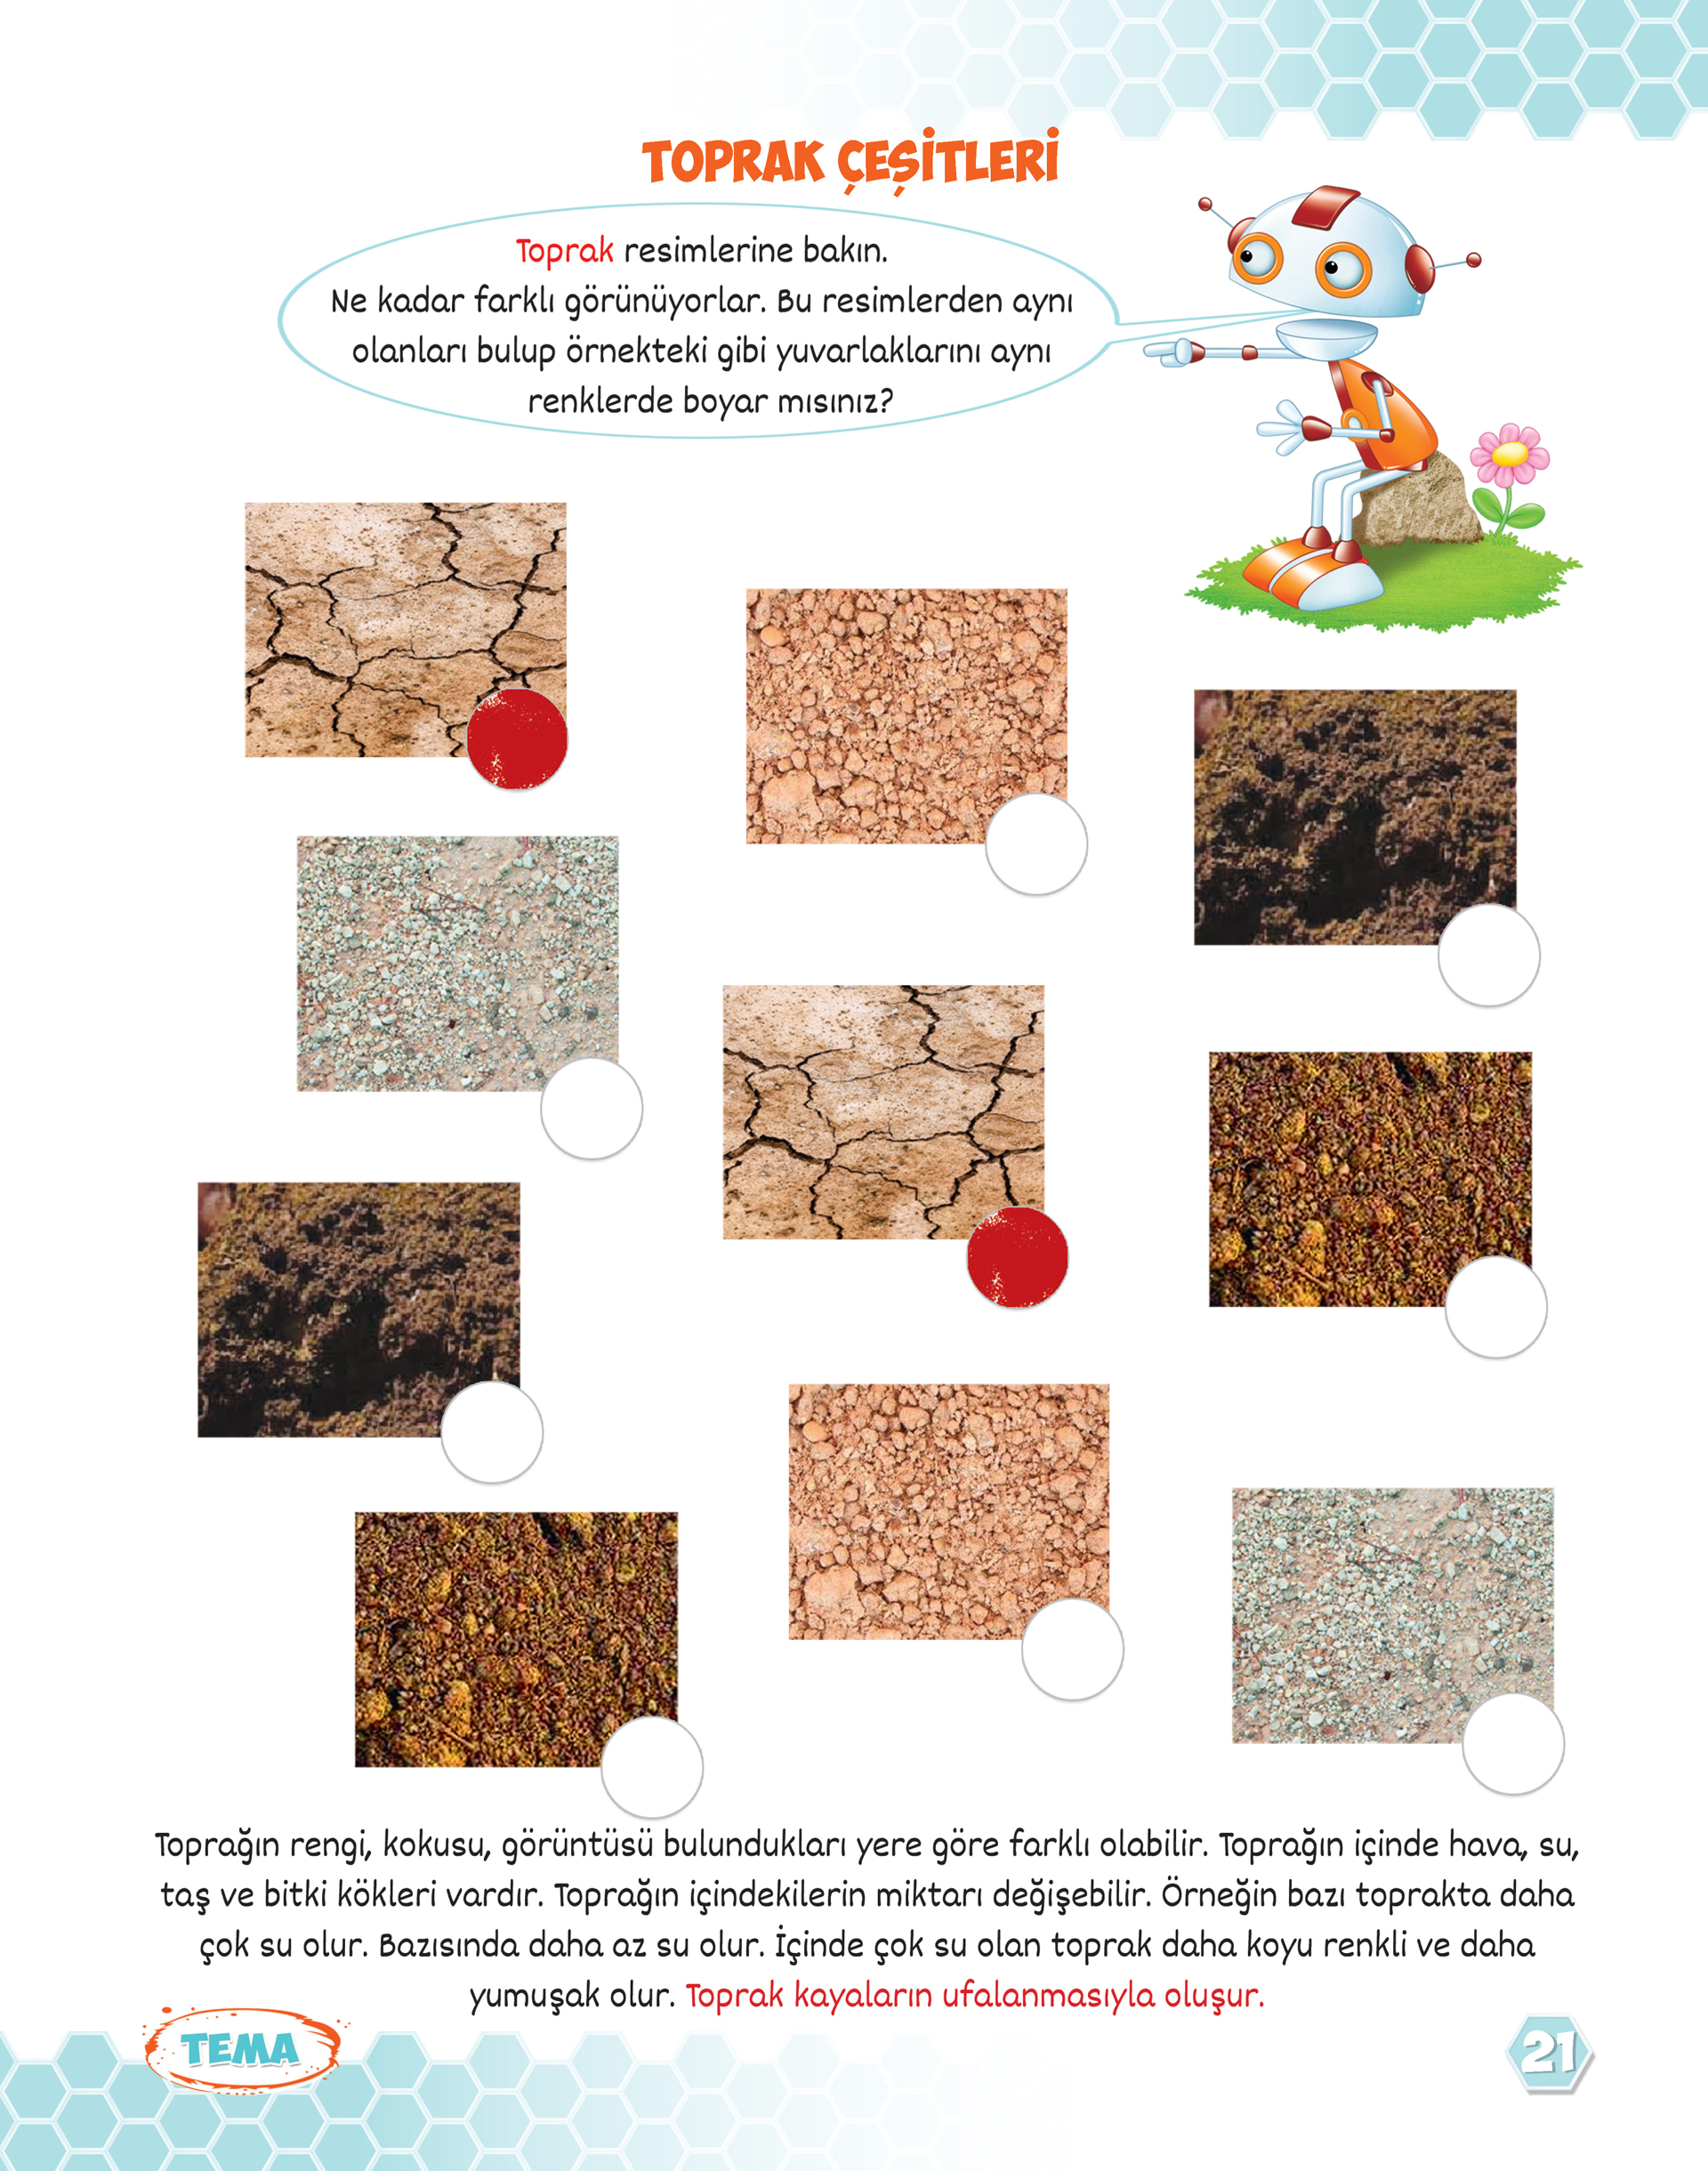 TOPRAK ÇEŞİTLERİ
Toprak resimlerine bakın.
Ne kadar farklı görünüyorlar. Bu resimlerden aynı
olanları bulup örnekteki gibi yuvarlaklarını aynı
renklerde boyar mısınız?
Toprağın rengi, kokusu, görüntüsü bulundukları yere göre farklı olabilir. Toprağın içinde hava, su,
taş ve bitki kökleri vardır. Toprağın içindekilerin miktarı değişebilir. Örneğin bazı toprakta daha
çok su olur. Bazısında daha az su olur. İçinde çok su olan toprak daha koyu renkli ve daha
yumuşak olur. Toprak kayaların ufalanmasıyla oluşur.
TEMA
21